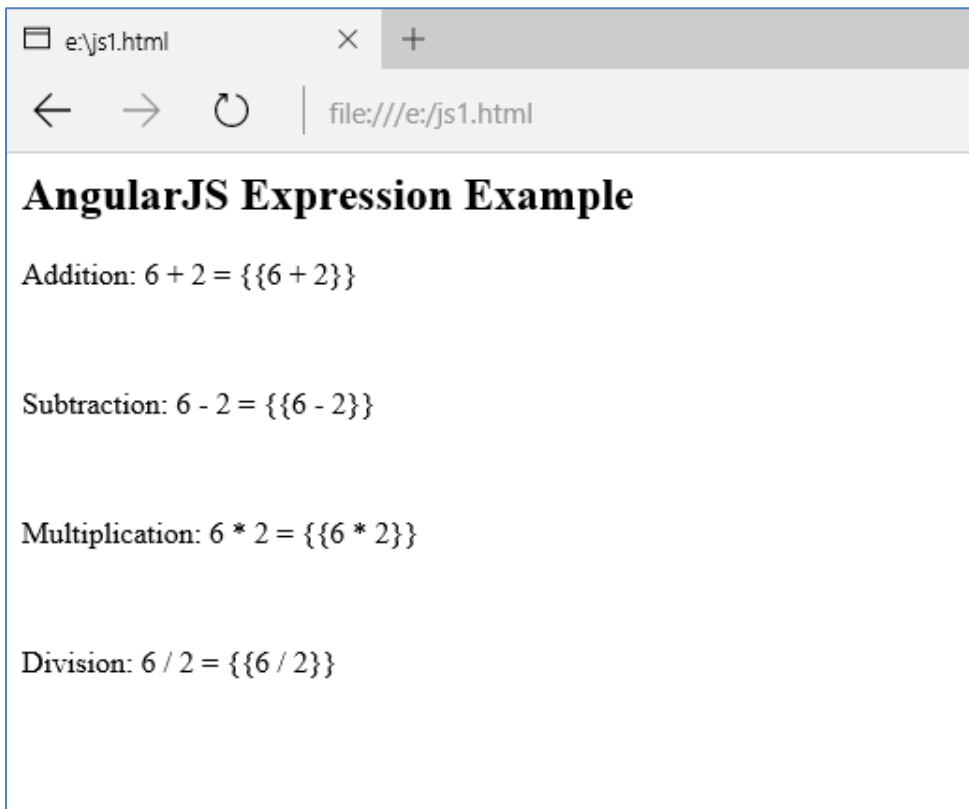 e:\js1.html
file:///e:/js1.html
AngularJS Expression Example
Addition: 6 + 2 = {{6 + 2}}
Subtraction: 6 - 2 = {{6 - 2}}
Multiplication: 6 * 2 = {{6 * 2}}
Division: 6 / 2 = {{6 / 2}}